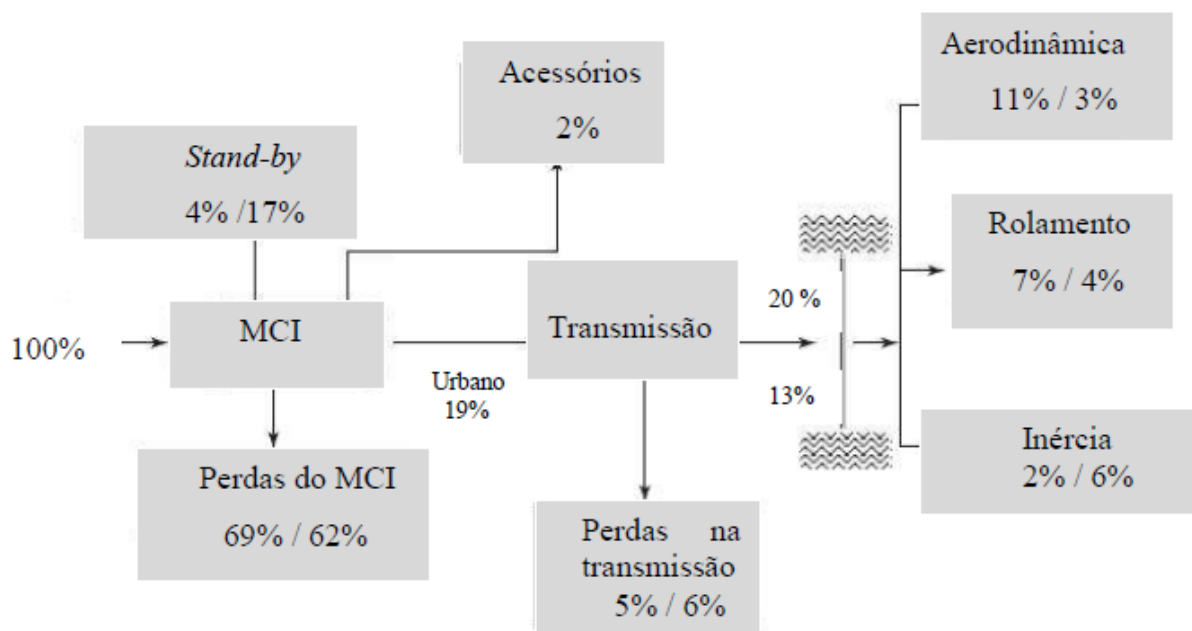 Aerodinâmica
11% / 3%
Acessórios
2%
Stand-by
4% /17%
Rolamento
7% / 4%
20 %
MCI
Transmissão
100%
Urbano
19%
13%
Inércia
2% / 6%
Perdas do MCI
69% / 62%
Perdas na
transmissão
5% / 6%